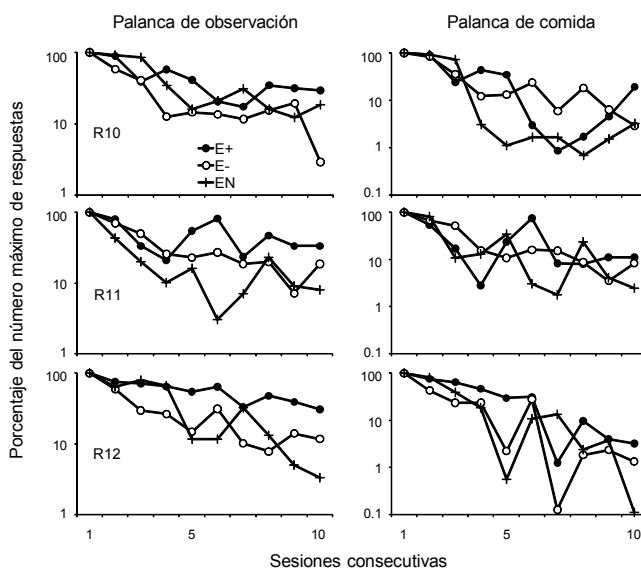 Palanca de observación
Palanca de comida
Porcentaje del número máximo de respuestas
100
10
1
R10
E+
E-
EN
100
10
1
0.1
100
10
1
R11
100
10
1
0.1
100
10
1
R12
1
5
10
100
10
1
0.1
1
5
10
Sesiones consecutivas